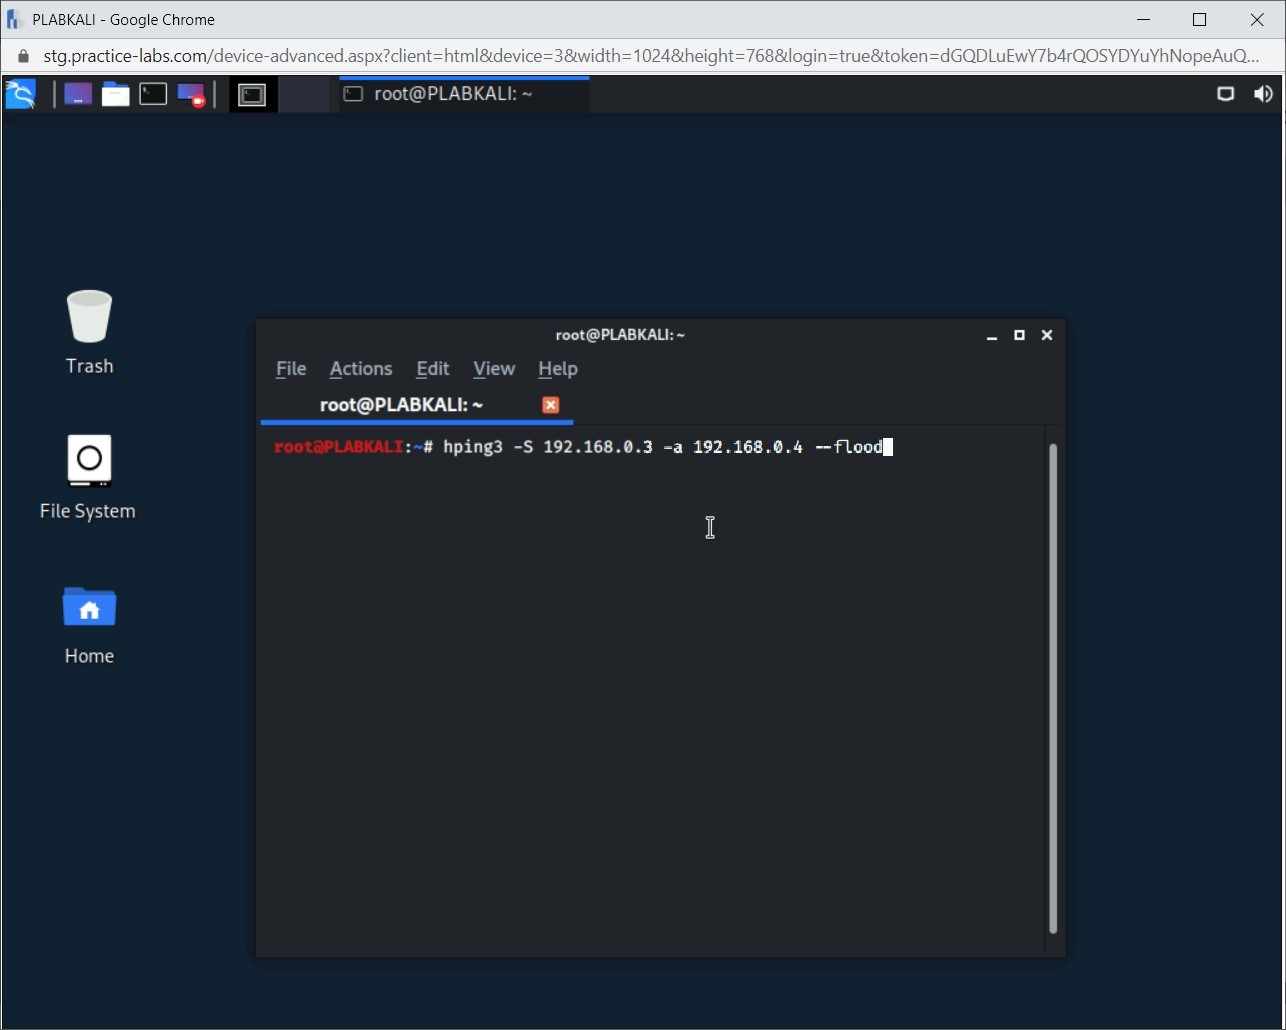 PLABKALI - Google Chrome
stg.practice-labs.com/device-advanced.aspx?client=html&device=3&width=1024&height=768&login=true&token=dGQDLuEwY7b4rQOSYDYuYhNopeAuQ...
root@PLABKALI: ~
Trash
File System
Home
root@PLABKALI: ~
File Actions Edit View Help
root@PLABKALI: ~
root@PLABKALI:~# hping3 -S 192.168.0.3 -a 192.168.0.4 --flood